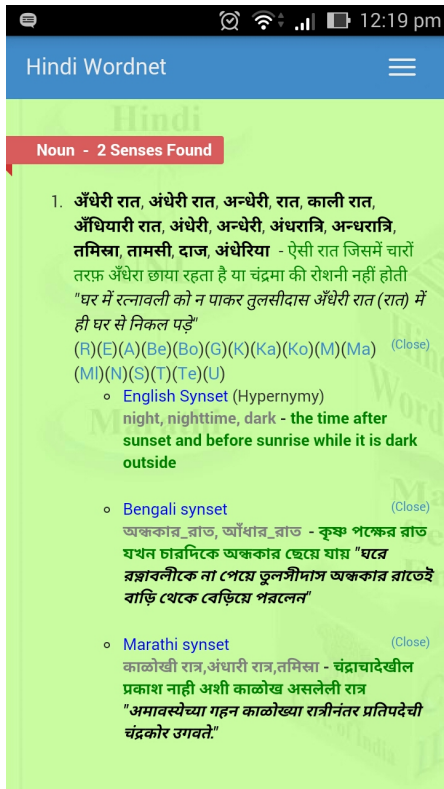 12:19 pm
Hindi Wordnet
Hindi
Noun - 2 Senses Found
1. अँधेरी रात, अंधेरी रात, अन्धेरी, रात, काली रात,
अँधियारी रात, अंधेरी, अन्धेरी, अंधरात्रि, अन्धरात्रि,
तमिस्रा, तामसी, दाज, अंधेरिया - ऐसी रात जिसमें चारों
तरफ़ अँधेरा छाया रहता है या चंद्रमा की रोशनी नहीं होती
"घर में रत्नावली को न पाकर तुलसीदास अँधेरी रात (रात) में
ही घर से निकल पड़े"
(R)(E)(A)(Be)(Bo)(G)(K)(Ka)(Ko)(M)(Ma) (Close)
(Ml)(N)(S)(T)(Te)(U)
English Synset (Hypernymy)
night, nighttime, dark - the time after
sunset and before sunrise while it is dark
outside
Bengali synset (Close)
অন্ধকার_রাত, আঁধার_রাত - কৃষ্ণ পক্ষের রাত
যখন চারদিকে অন্ধকার ছেয়ে যায় "ঘরে
রত্নাবলীকে না পেয়ে তুলসীদাস অন্ধকার রাতেই
বাড়ি থেকে বেড়িয়ে পরলেন"
Marathi synset (Close)
काळोखी रात्र,अंधारी रात्र,तमिस्रा - चंद्राचादेखील
प्रकाश नाही अशी काळोख असलेली रात्र
"अमावस्येच्या गहन काळोख्या रात्रीनंतर प्रतिपदेची
चंद्रकोर उगवते."